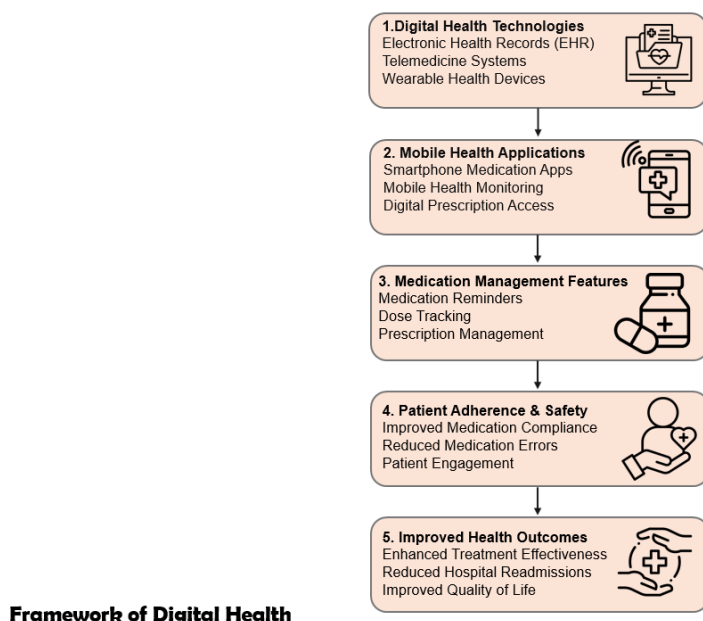 1.Digital Health Technologies
Electronic Health Records (EHR)
Telemedicine Systems
Wearable Health Devices
2. Mobile Health Applications
Smartphone Medication Apps
Mobile Health Monitoring
Digital Prescription Access
3. Medication Management Features
Medication Reminders
Dose Tracking
Prescription Management
4. Patient Adherence & Safety
Improved Medication Compliance
Reduced Medication Errors
Patient Engagement
5. Improved Health Outcomes
Enhanced Treatment Effectiveness
Reduced Hospital Readmissions
Improved Quality of Life
Framework of Digital Health